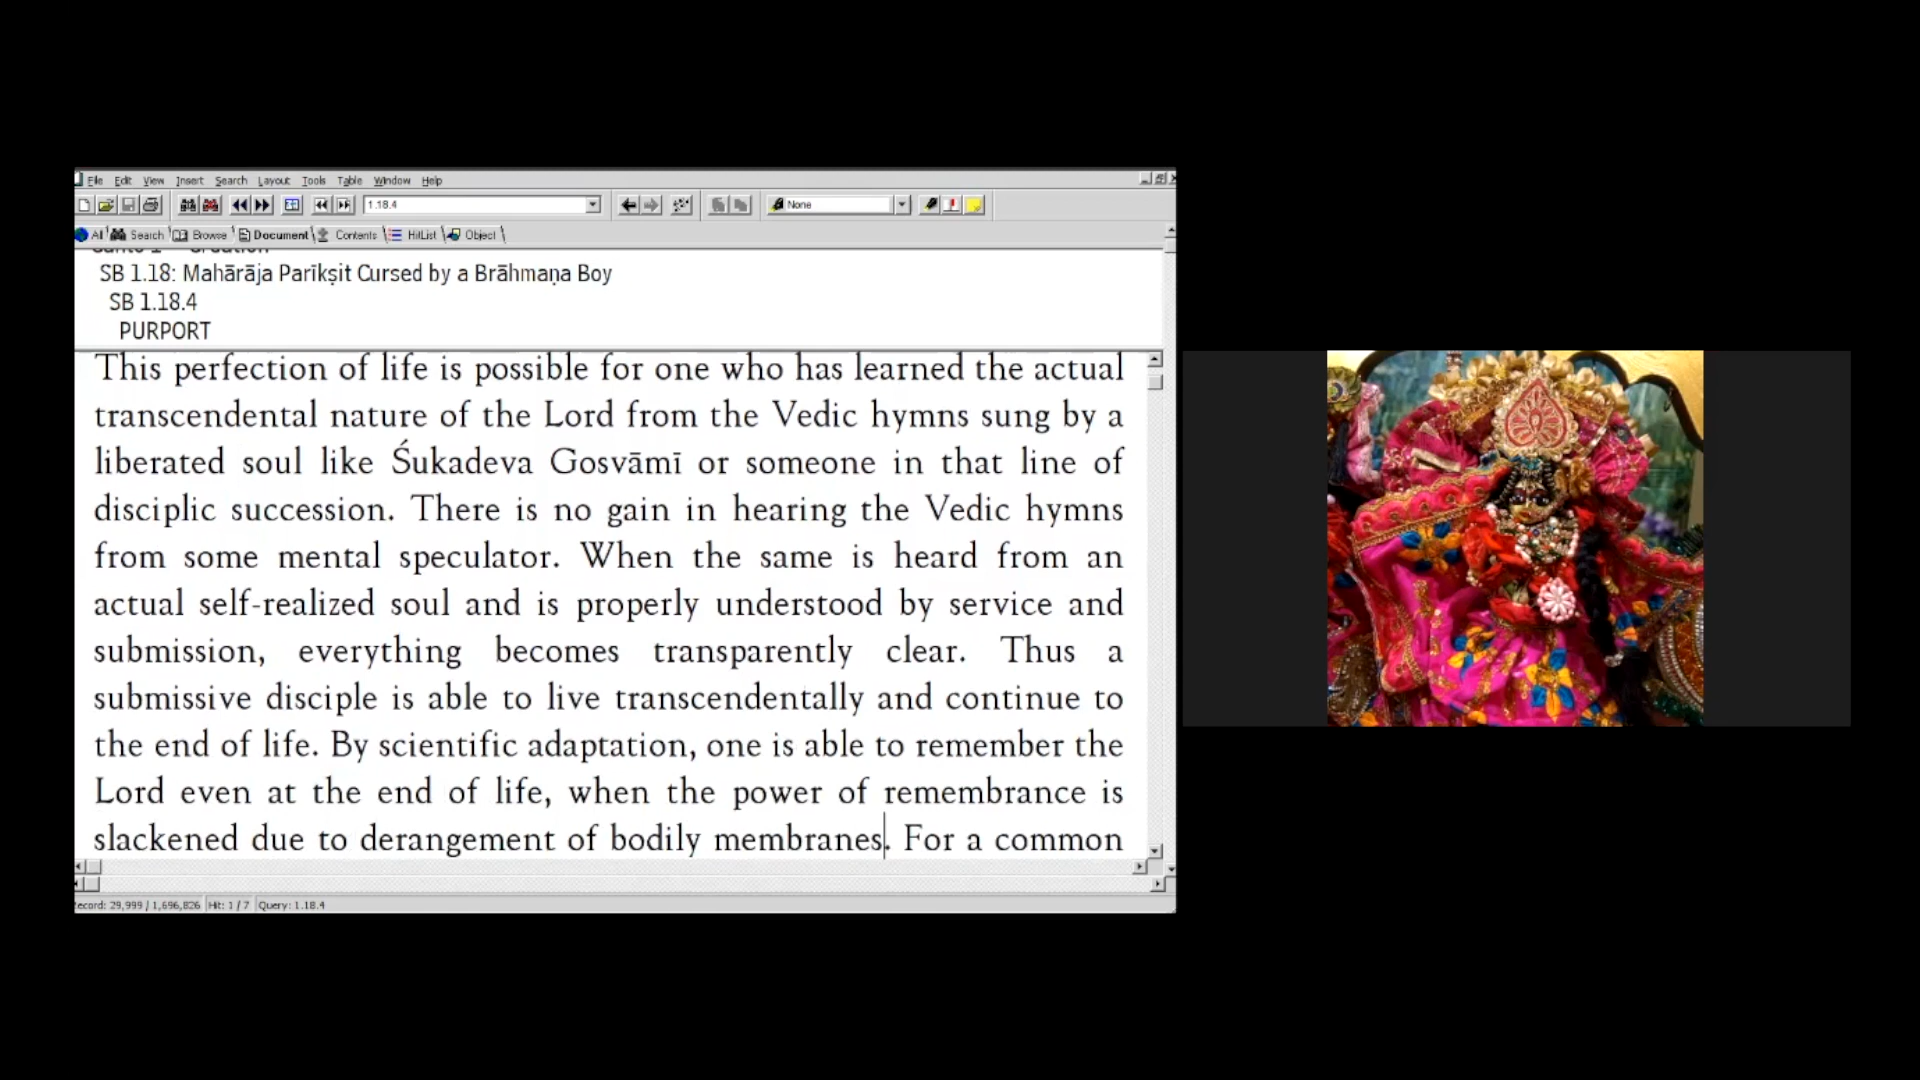 File Edit View Insert Search Layout Tools Table Window Help
1.18.4 None
All Search Browse Document Contents HitList Object
Canto 1 Creation
SB 1.18: Mahārāja Parīkṣit Cursed by a Brāhmaṇa Boy
SB 1.18.4
PURPORT
This perfection of life is possible for one who has learned the actual
transcendental nature of the Lord from the Vedic hymns sung by a
liberated soul like Śukadeva Gosvāmī or someone in that line of
disciplic succession. There is no gain in hearing the Vedic hymns
from some mental speculator. When the same is heard from an
actual self-realized soul and is properly understood by service and
submission, everything becomes transparently clear. Thus a
submissive disciple is able to live transcendentally and continue to
the end of life. By scientific adaptation, one is able to remember the
Lord even at the end of life, when the power of remembrance is
slackened due to derangement of bodily membranes. For a common
ecord: 29,999 / 1,696,826 Hit: 1 / 7 Query: 1.18.4